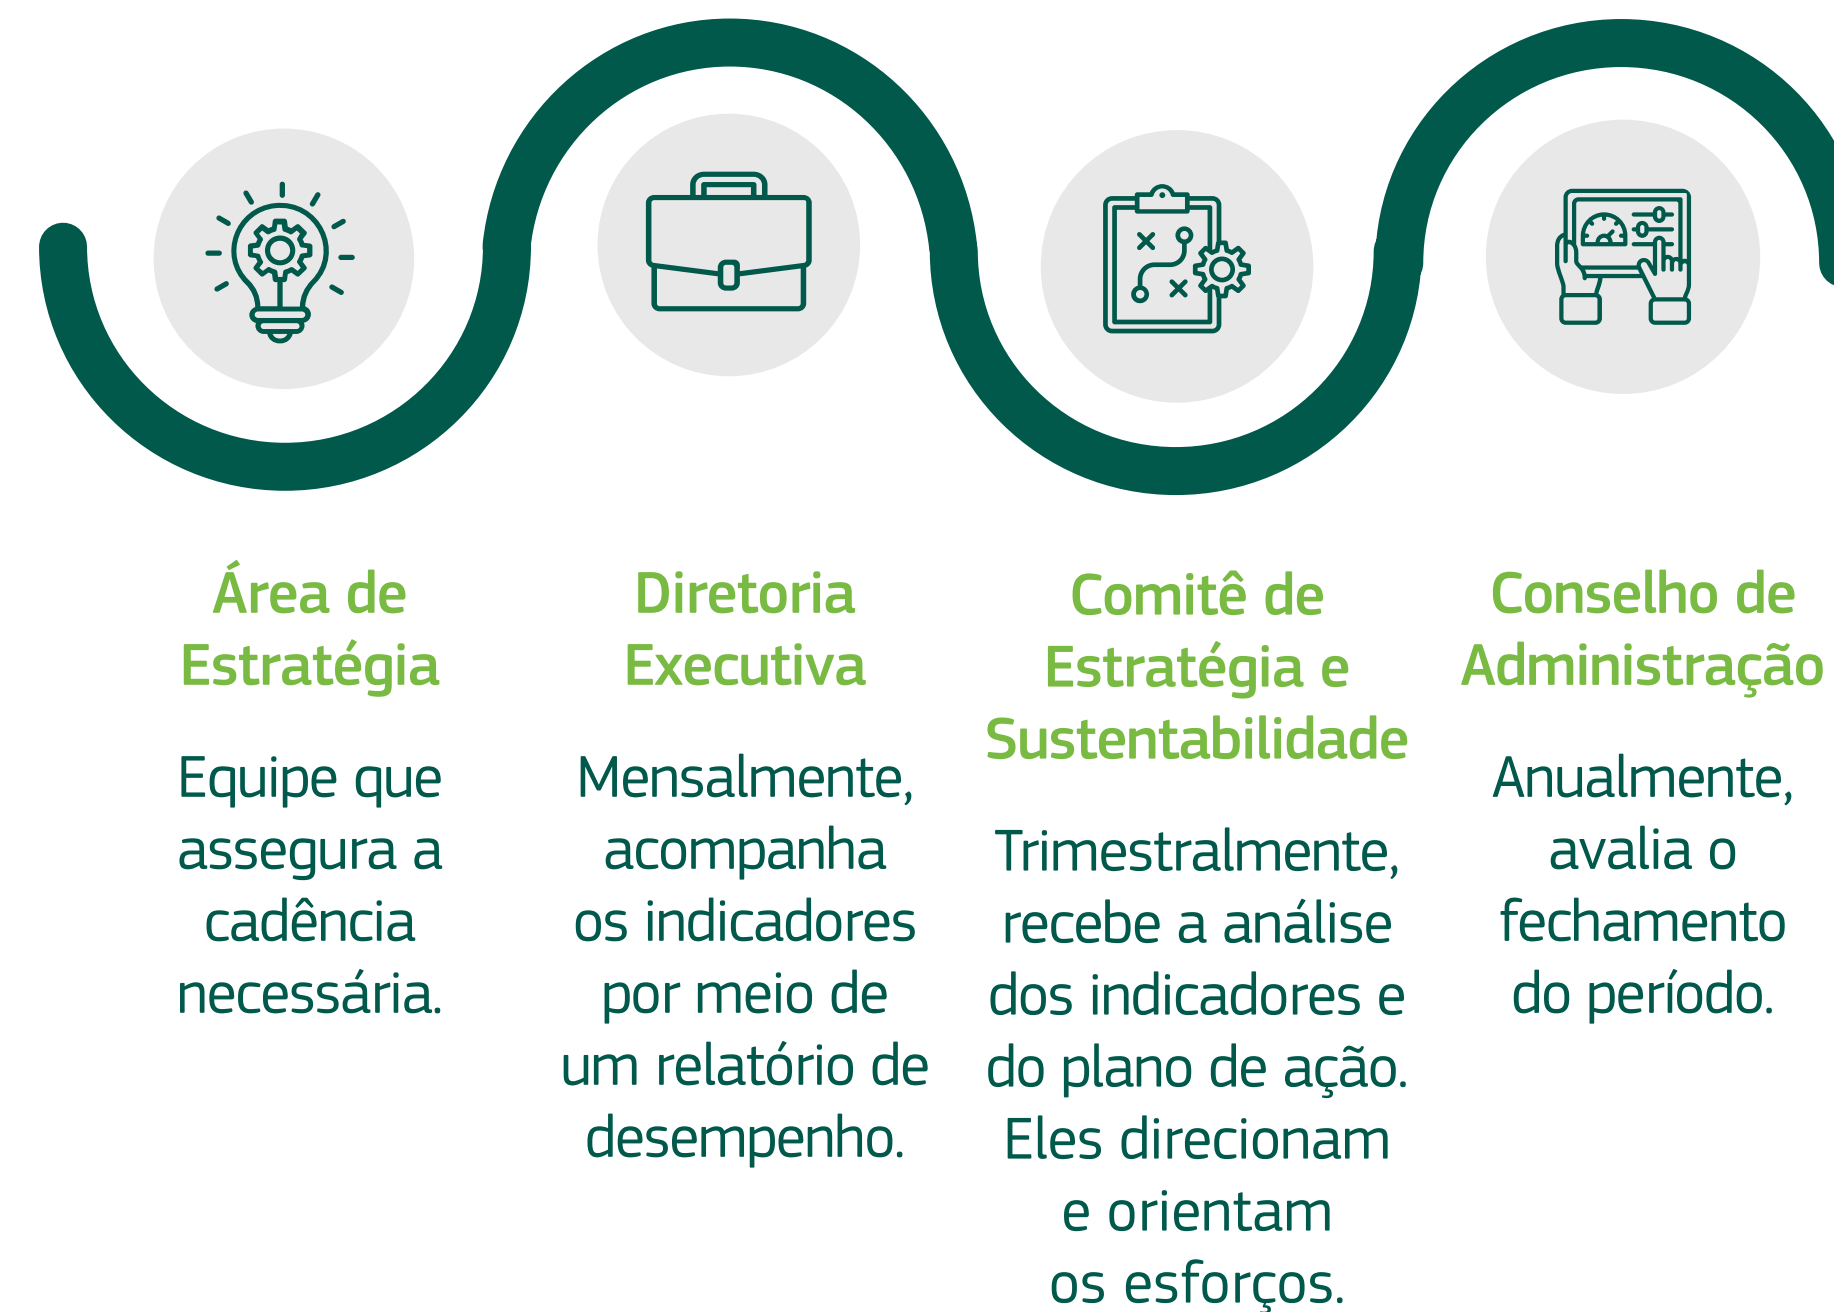 Área de
Estratégia
Equipe que
assegura a
cadência
necessária.
Diretoria
Executiva
Mensalmente,
acompanha
os indicadores
por meio de
um relatório de
desempenho.
Comitê de
Estratégia e
Sustentabilidade
Trimestralmente,
recebe a análise
dos indicadores e
do plano de ação.
Eles direcionam
e orientam
os esforços.
Conselho de
Administração
Anualmente,
avalia o
fechamento
do período.